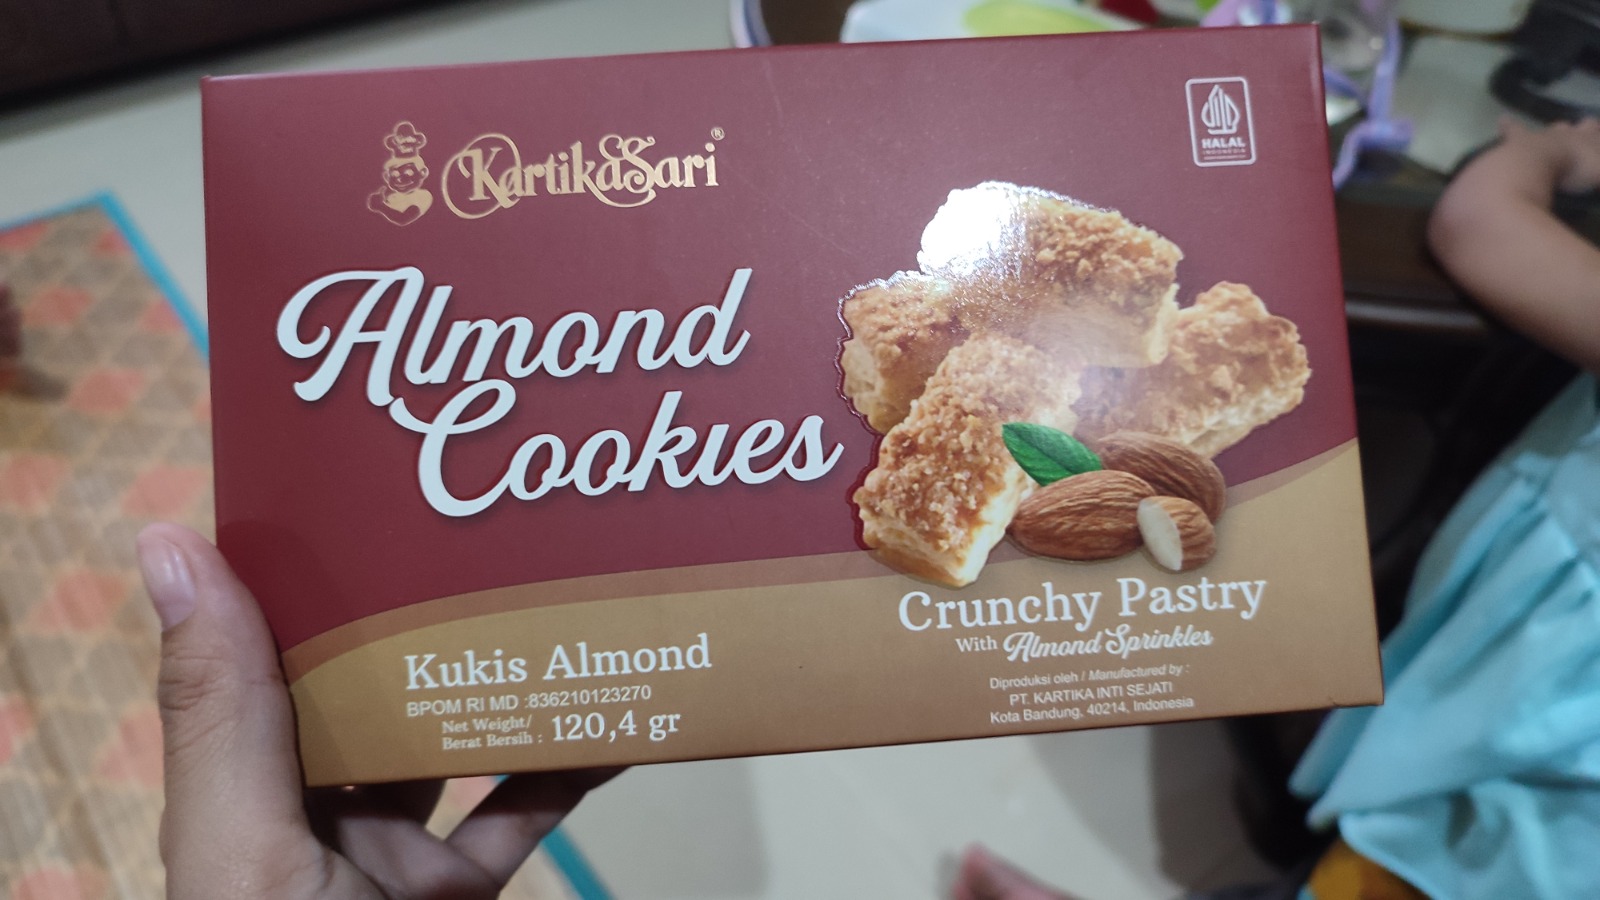 KartikaSari®
HALAL
INDONESIA
Almond
Cookies
Crunchy Pastry
With Almond Sprinkles
Kukis Almond
BPOM RI MD :836210123270
Net Weight/
Berat Bersih : 120,4 gr
Diproduksi oleh / Manufactured by :
PT. KARTIKA INTI SEJATI
Kota Bandung, 40214, Indonesia